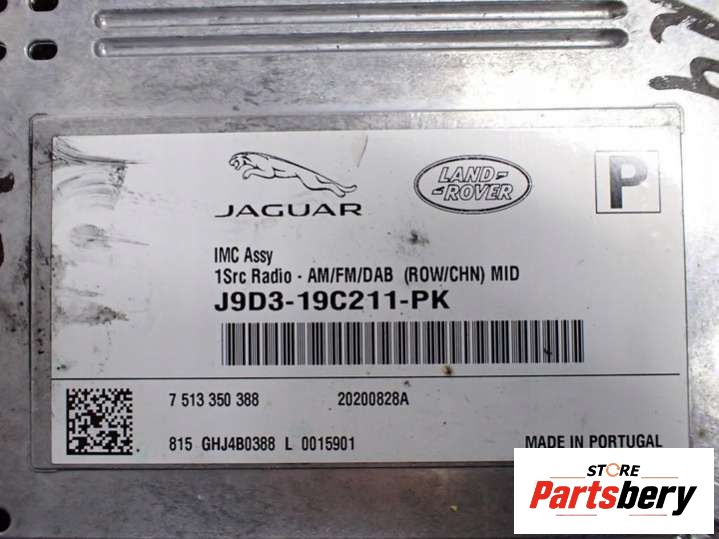 JAGUAR
LAND
ROVER
P
IMC Assy
1Src Radio - AM/FM/DAB (ROW/CHN) MID
J9D3-19C211-PK
7 513 350 388 20200828A
815 GHJ4B0388 L 0015901 MADE IN PORTUGAL
STORE
Partsbery